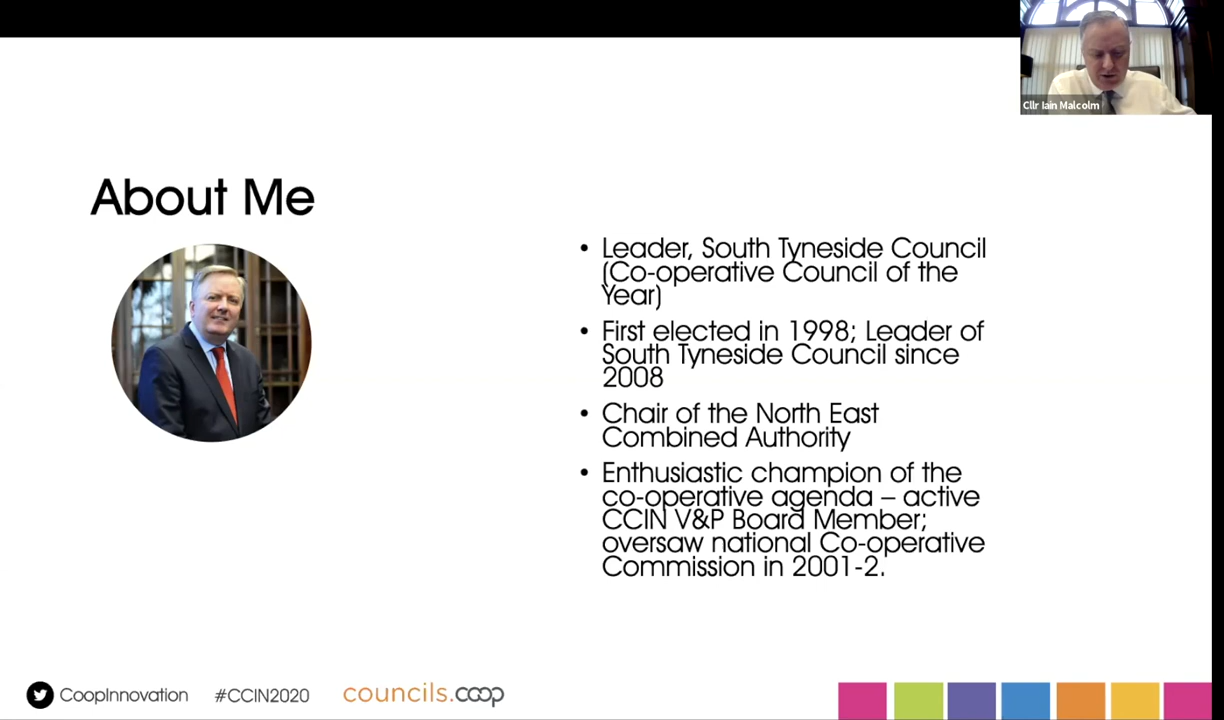 Cllr Iain Malcolm
About Me
• Leader, South Tyneside Council
(Co-operative Council of the
Year)
• First elected in 1998; Leader of
South Tyneside Council since
2008
• Chair of the North East
Combined Authority
• Enthusiastic champion of the
co-operative agenda – active
CCIN V&P Board Member;
oversaw national Co-operative
Commission in 2001-2.
CoopInnovation #CCIN2020 councils.coop